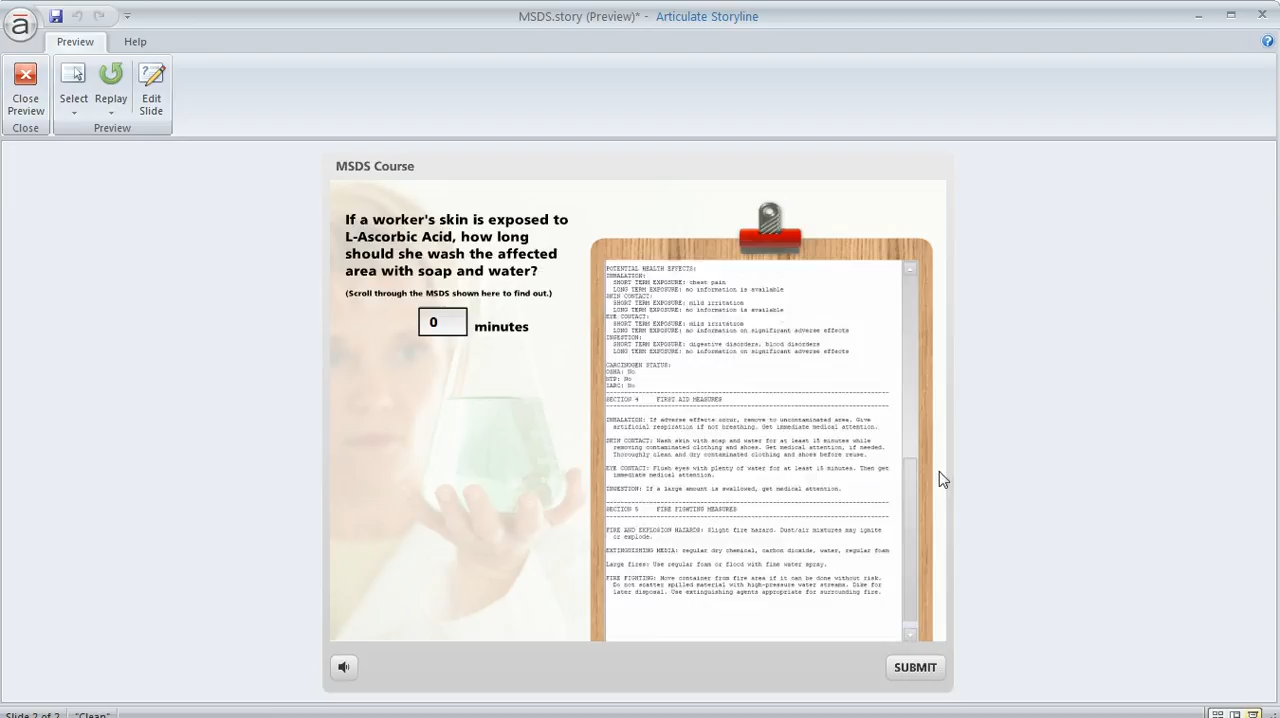 MSDS.story (Preview)* - Articulate Storyline
Preview Help
Close Preview
Select
Replay
Edit Slide
Close
Preview
MSDS Course
If a worker's skin is exposed to
L-Ascorbic Acid, how long
should she wash the affected
area with soap and water?
(Scroll through the MSDS shown here to find out.)
0 minutes
POTENTIAL HEALTH EFFECTS:
INHALATION:
SHORT TERM EXPOSURE: chest pain
LONG TERM EXPOSURE: no information is available
SKIN CONTACT:
SHORT TERM EXPOSURE: mild irritation
LONG TERM EXPOSURE: no information is available
EYE CONTACT:
SHORT TERM EXPOSURE: mild irritation
LONG TERM EXPOSURE: no information on significant adverse effects
INGESTION:
SHORT TERM EXPOSURE: digestive disorders, blood disorders
LONG TERM EXPOSURE: no information on significant adverse effects
CARCINOGEN STATUS:
OSHA: No
NTP: No
IARC: No
SECTION 4 FIRST AID MEASURES
INHALATION: If adverse effects occur, remove to uncontaminated area. Give
artificial respiration if not breathing. Get immediate medical attention.
SKIN CONTACT: Wash skin with soap and water for at least 15 minutes while
removing contaminated clothing and shoes. Get medical attention, if needed.
Thoroughly clean and dry contaminated clothing and shoes before reuse.
EYE CONTACT: Flush eyes with plenty of water for at least 15 minutes. Then get
immediate medical attention.
INGESTION: If a large amount is swallowed, get medical attention.
SECTION 5 FIRE FIGHTING MEASURES
FIRE AND EXPLOSION HAZARDS: Slight fire hazard. Dust/air mixtures may ignite
or explode.
EXTINGUISHING MEDIA: regular dry chemical, carbon dioxide, water, regular foam
Large fires: Use regular foam or flood with fine water spray.
FIRE FIGHTING: Move container from fire area if it can be done without risk.
Do not scatter spilled material with high-pressure water streams. Dike for
later disposal. Use extinguishing agents appropriate for surrounding fire.
SUBMIT
Slide 2 of 2 "Clean"